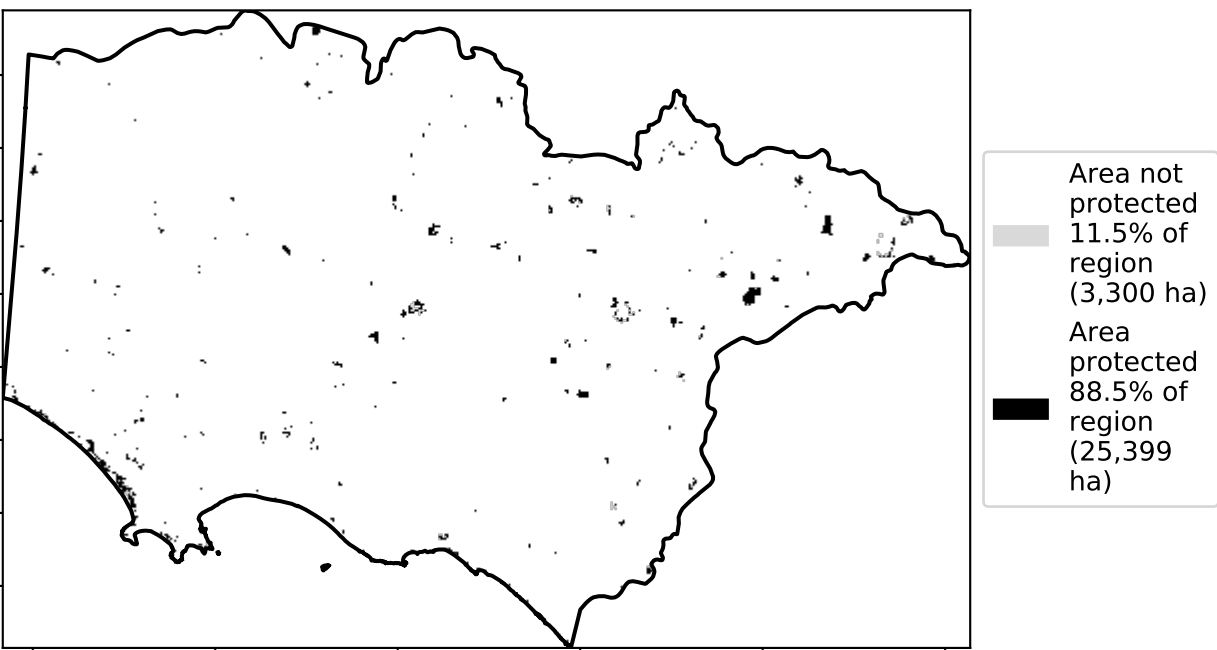 Area not
protected
11.5% of
region
(3,300 ha)
Area
protected
88.5% of
region
(25,399
ha)